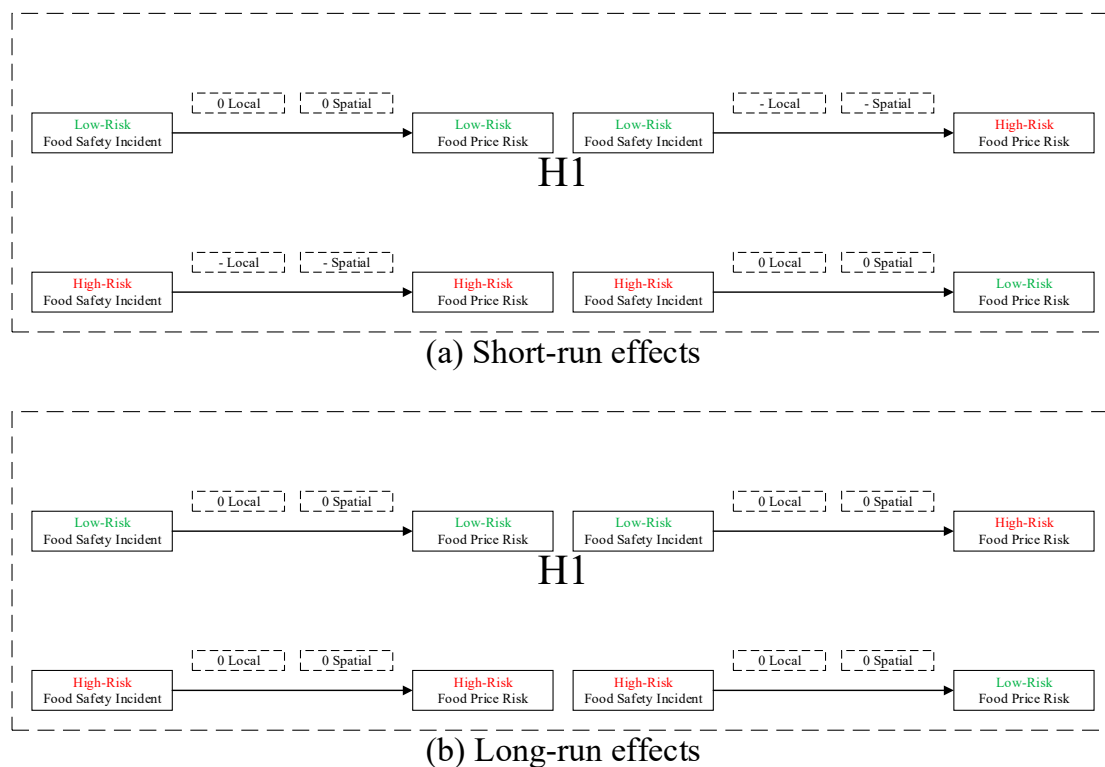 0 Local 0 Spatial - Local - Spatial
Low-Risk Low-Risk Low-Risk High-Risk
Food Safety Incident Food Price Risk Food Safety Incident Food Price Risk
H1
- Local - Spatial 0 Local 0 Spatial
High-Risk High-Risk High-Risk Low-Risk
Food Safety Incident Food Price Risk Food Safety Incident Food Price Risk
(a) Short-run effects
0 Local 0 Spatial 0 Local 0 Spatial
Low-Risk Low-Risk Low-Risk High-Risk
Food Safety Incident Food Price Risk Food Safety Incident Food Price Risk
H1
0 Local 0 Spatial 0 Local 0 Spatial
High-Risk High-Risk High-Risk Low-Risk
Food Safety Incident Food Price Risk Food Safety Incident Food Price Risk
(b) Long-run effects